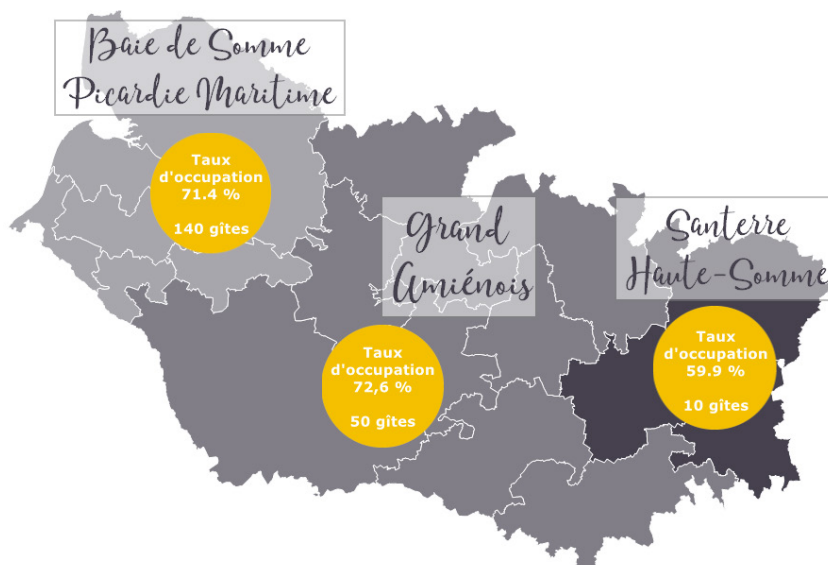 Baie de Somme
Picardie Maritime
Taux
d'occupation
71.4 %
140 gîtes
Grand
Amiénois
Taux
d'occupation
72,6 %
50 gîtes
Santerre
Haute-Somme
Taux
d'occupation
59.9 %
10 gîtes